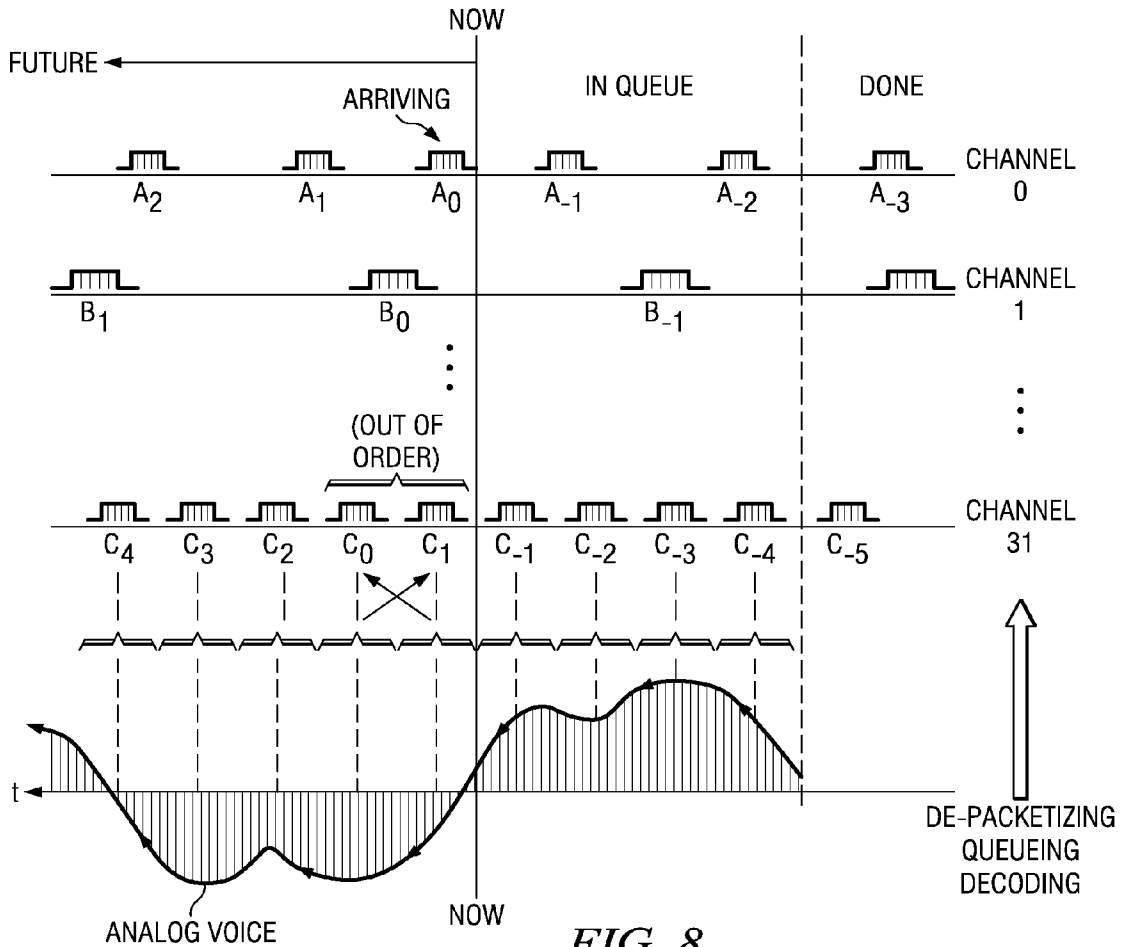 NOW
FUTURE
IN QUEUE
DONE
ARRIVING
A2 A1 A0 A-1 A-2 A-3
CHANNEL
0
B1 B0 B-1
CHANNEL
1
(OUT OF
ORDER)
C4 C3 C2 C0 C1 C-1 C-2 C-3 C-4 C-5
CHANNEL
31
t
DE-PACKETIZING
QUEUEING
DECODING
ANALOG VOICE
NOW
FIG. 8